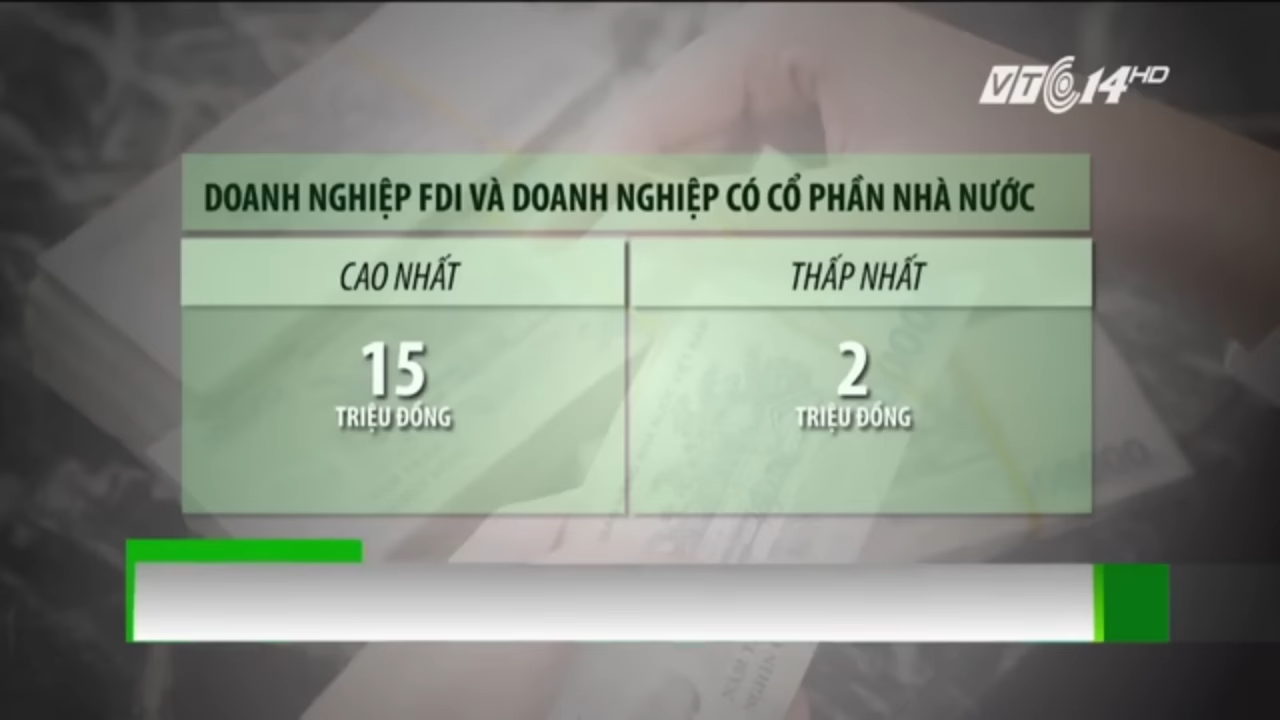 VTC14 HD
DOANH NGHIỆP FDI VÀ DOANH NGHIỆP CÓ CỔ PHẦN NHÀ NƯỚC
CAO NHẤT
THẤP NHẤT
15
TRIỆU ĐỒNG
2
TRIỆU ĐỒNG